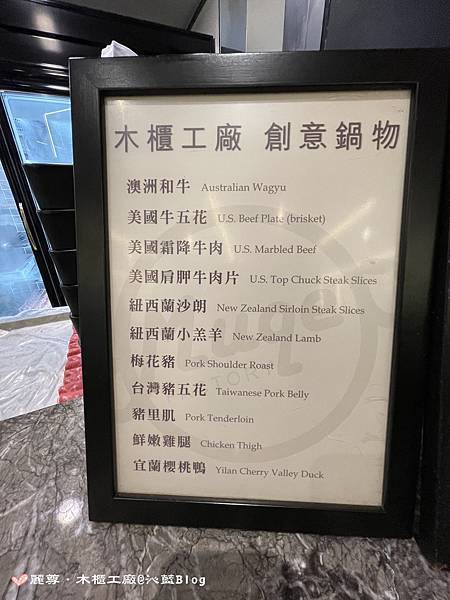 木櫃工廠 創意鍋物
澳洲和牛 Australian Wagyu
美國牛五花 U.S. Beef Plate (brisket)
美國霜降牛肉 U.S. Marbled Beef
美國肩胛牛肉片 U.S. Top Chuck Steak Slices
紐西蘭沙朗 New Zealand Sirloin Steak Slices
紐西蘭小羔羊 New Zealand Lamb
梅花豬 Pork Shoulder Roast
台灣豬五花 Taiwanese Pork Belly
豬里肌 Pork Tenderloin
鮮嫩雞腿 Chicken Thigh
宜蘭櫻桃鴨 Yilan Cherry Valley Duck
麗尊·木櫃工廠@沁藍Blog